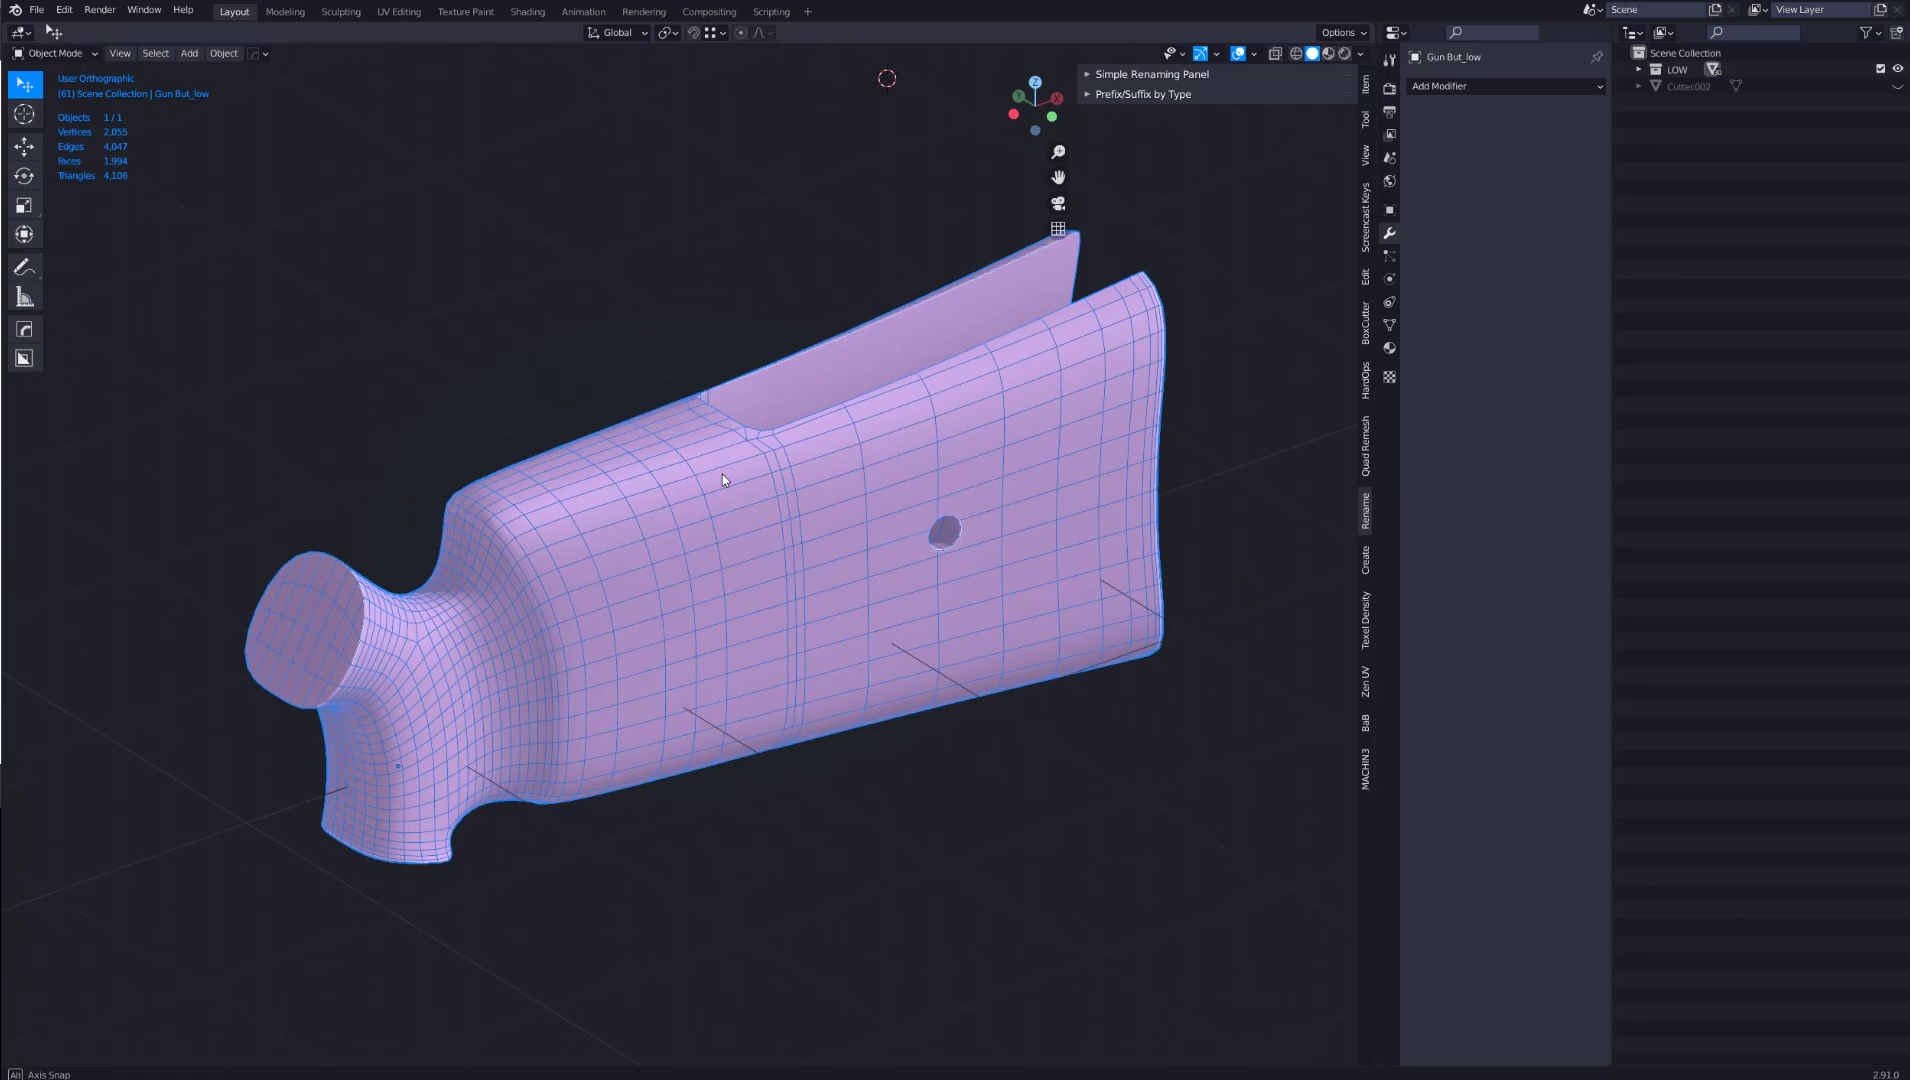 File Edit Render Window Help Layout Modeling Sculpting UV Editing Texture Paint Shading Animation Rendering Compositing Scripting + Scene View Layer
Global Options
Object Mode View Select Add Object
User Orthographic
(61) Scene Collection | Gun But_low
Objects 1 / 1
Vertices 2,055
Edges 4,047
Faces 1,994
Triangles 4,106
Simple Renaming Panel
Prefix/Suffix by Type
Z
Y
X
Item
Tool
View
Screencast Keys
Edit
BoxCutter
HardOps
Quad Remesh
Rename
Create
Texel Density
Zen UV
BaB
MACHIN3
Gun But_low
Add Modifier
Scene Collection
LOW
Cutter.002
Alt Axis Snap
2.91.0